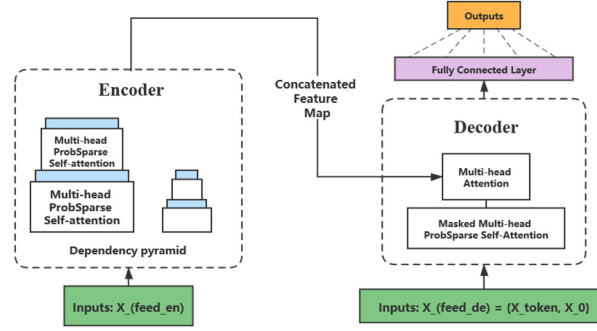 Outputs
Fully Connected Layer
Encoder
Multi-head
ProbSparse
Self-attention
Multi-head
ProbSparse
Self-attention
Dependency pyramid
Inputs: X_(feed_en)
Concatenated
Feature
Map
Decoder
Multi-head
Attention
Masked Multi-head
ProbSparse Self-Attention
Inputs: X_(feed_de) = {X_token, X_0}